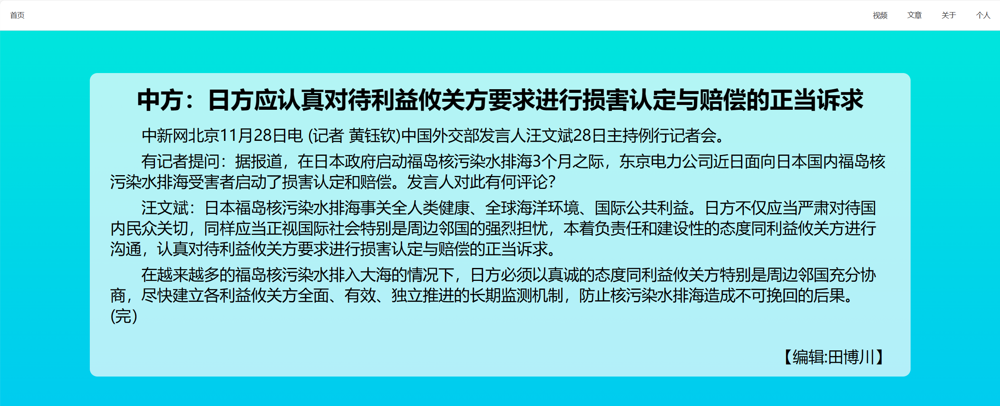 首页 视频 文章 关于 个人
中方：日方应认真对待利益攸关方要求进行损害认定与赔偿的正当诉求
中新网北京11月28日电 (记者 黄钰钦)中国外交部发言人汪文斌28日主持例行记者会。
有记者提问：据报道，在日本政府启动福岛核污染水排海3个月之际，东京电力公司近日面向日本国内福岛核
污染水排海受害者启动了损害认定和赔偿。发言人对此有何评论？
汪文斌：日本福岛核污染水排海事关全人类健康、全球海洋环境、国际公共利益。日方不仅应当严肃对待国
内民众关切，同样应当正视国际社会特别是周边邻国的强烈担忧，本着负责任和建设性的态度同利益攸关方进行
沟通，认真对待利益攸关方要求进行损害认定与赔偿的正当诉求。
在越来越多的福岛核污染水排入大海的情况下，日方必须以真诚的态度同利益攸关方特别是周边邻国充分协
商，尽快建立各利益攸关方全面、有效、独立推进的长期监测机制，防止核污染水排海造成不可挽回的后果。
(完)
【编辑:田博川】